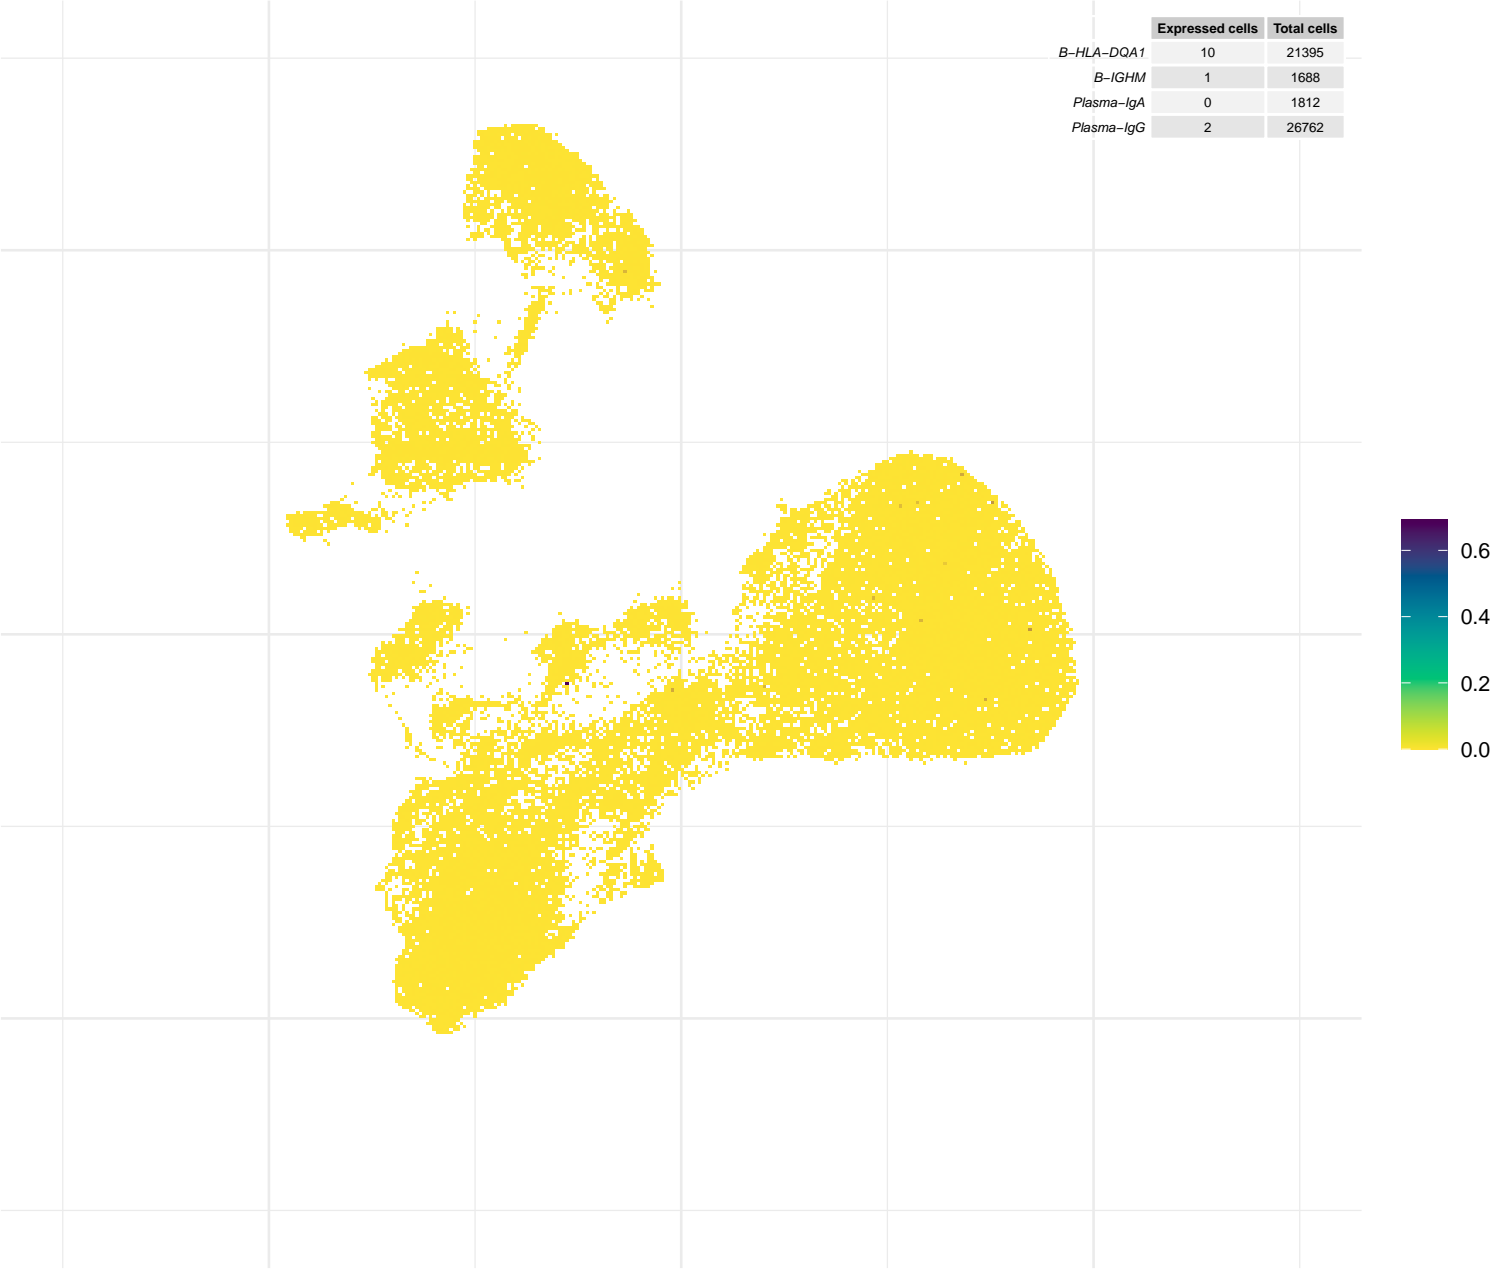 Expressed cells Total cells
B−HLA−DQA1 10 21395
B−IGHM 1 1688
Plasma−IgA 0 1812
Plasma−IgG 2 26762
0.6
0.4
0.2
0.0